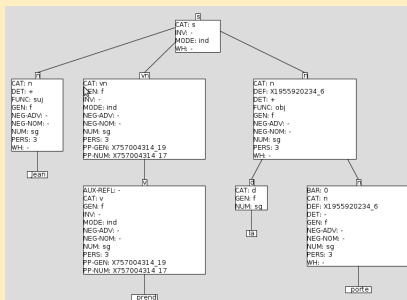 s
CAT: s
INV: -
MODE: ind
WH: -
n
CAT: n
DET: +
FUNC: suj
GEN: f
NEG-ADV: -
NEG-NOM: -
NUM: sg
PERS: 3
WH: -
Jean
vn
CAT: vn
GEN: f
INV: -
MODE: ind
NEG-ADV: -
NEG-NOM: -
NUM: sg
PERS: 3
PP-GEN: X757004314_19
PP-NUM: X757004314_17
v
AUX-REFL: -
CAT: v
GEN: f
INV: -
MODE: ind
NEG-ADV: -
NEG-NOM: -
NUM: sg
PERS: 3
PP-GEN: X757004314_19
PP-NUM: X757004314_17
prend
n
CAT: n
DEF: X1955920234_6
DET: +
FUNC: obj
GEN: f
NEG-ADV: -
NEG-NOM: -
NUM: sg
PERS: 3
WH: -
d
CAT: d
GEN: f
NUM: sg
la
n
BAR: 0
CAT: n
DEF: X1955920234_6
DET: -
GEN: f
NEG-ADV: -
NEG-NOM: -
NUM: sg
PERS: 3
WH: -
porte